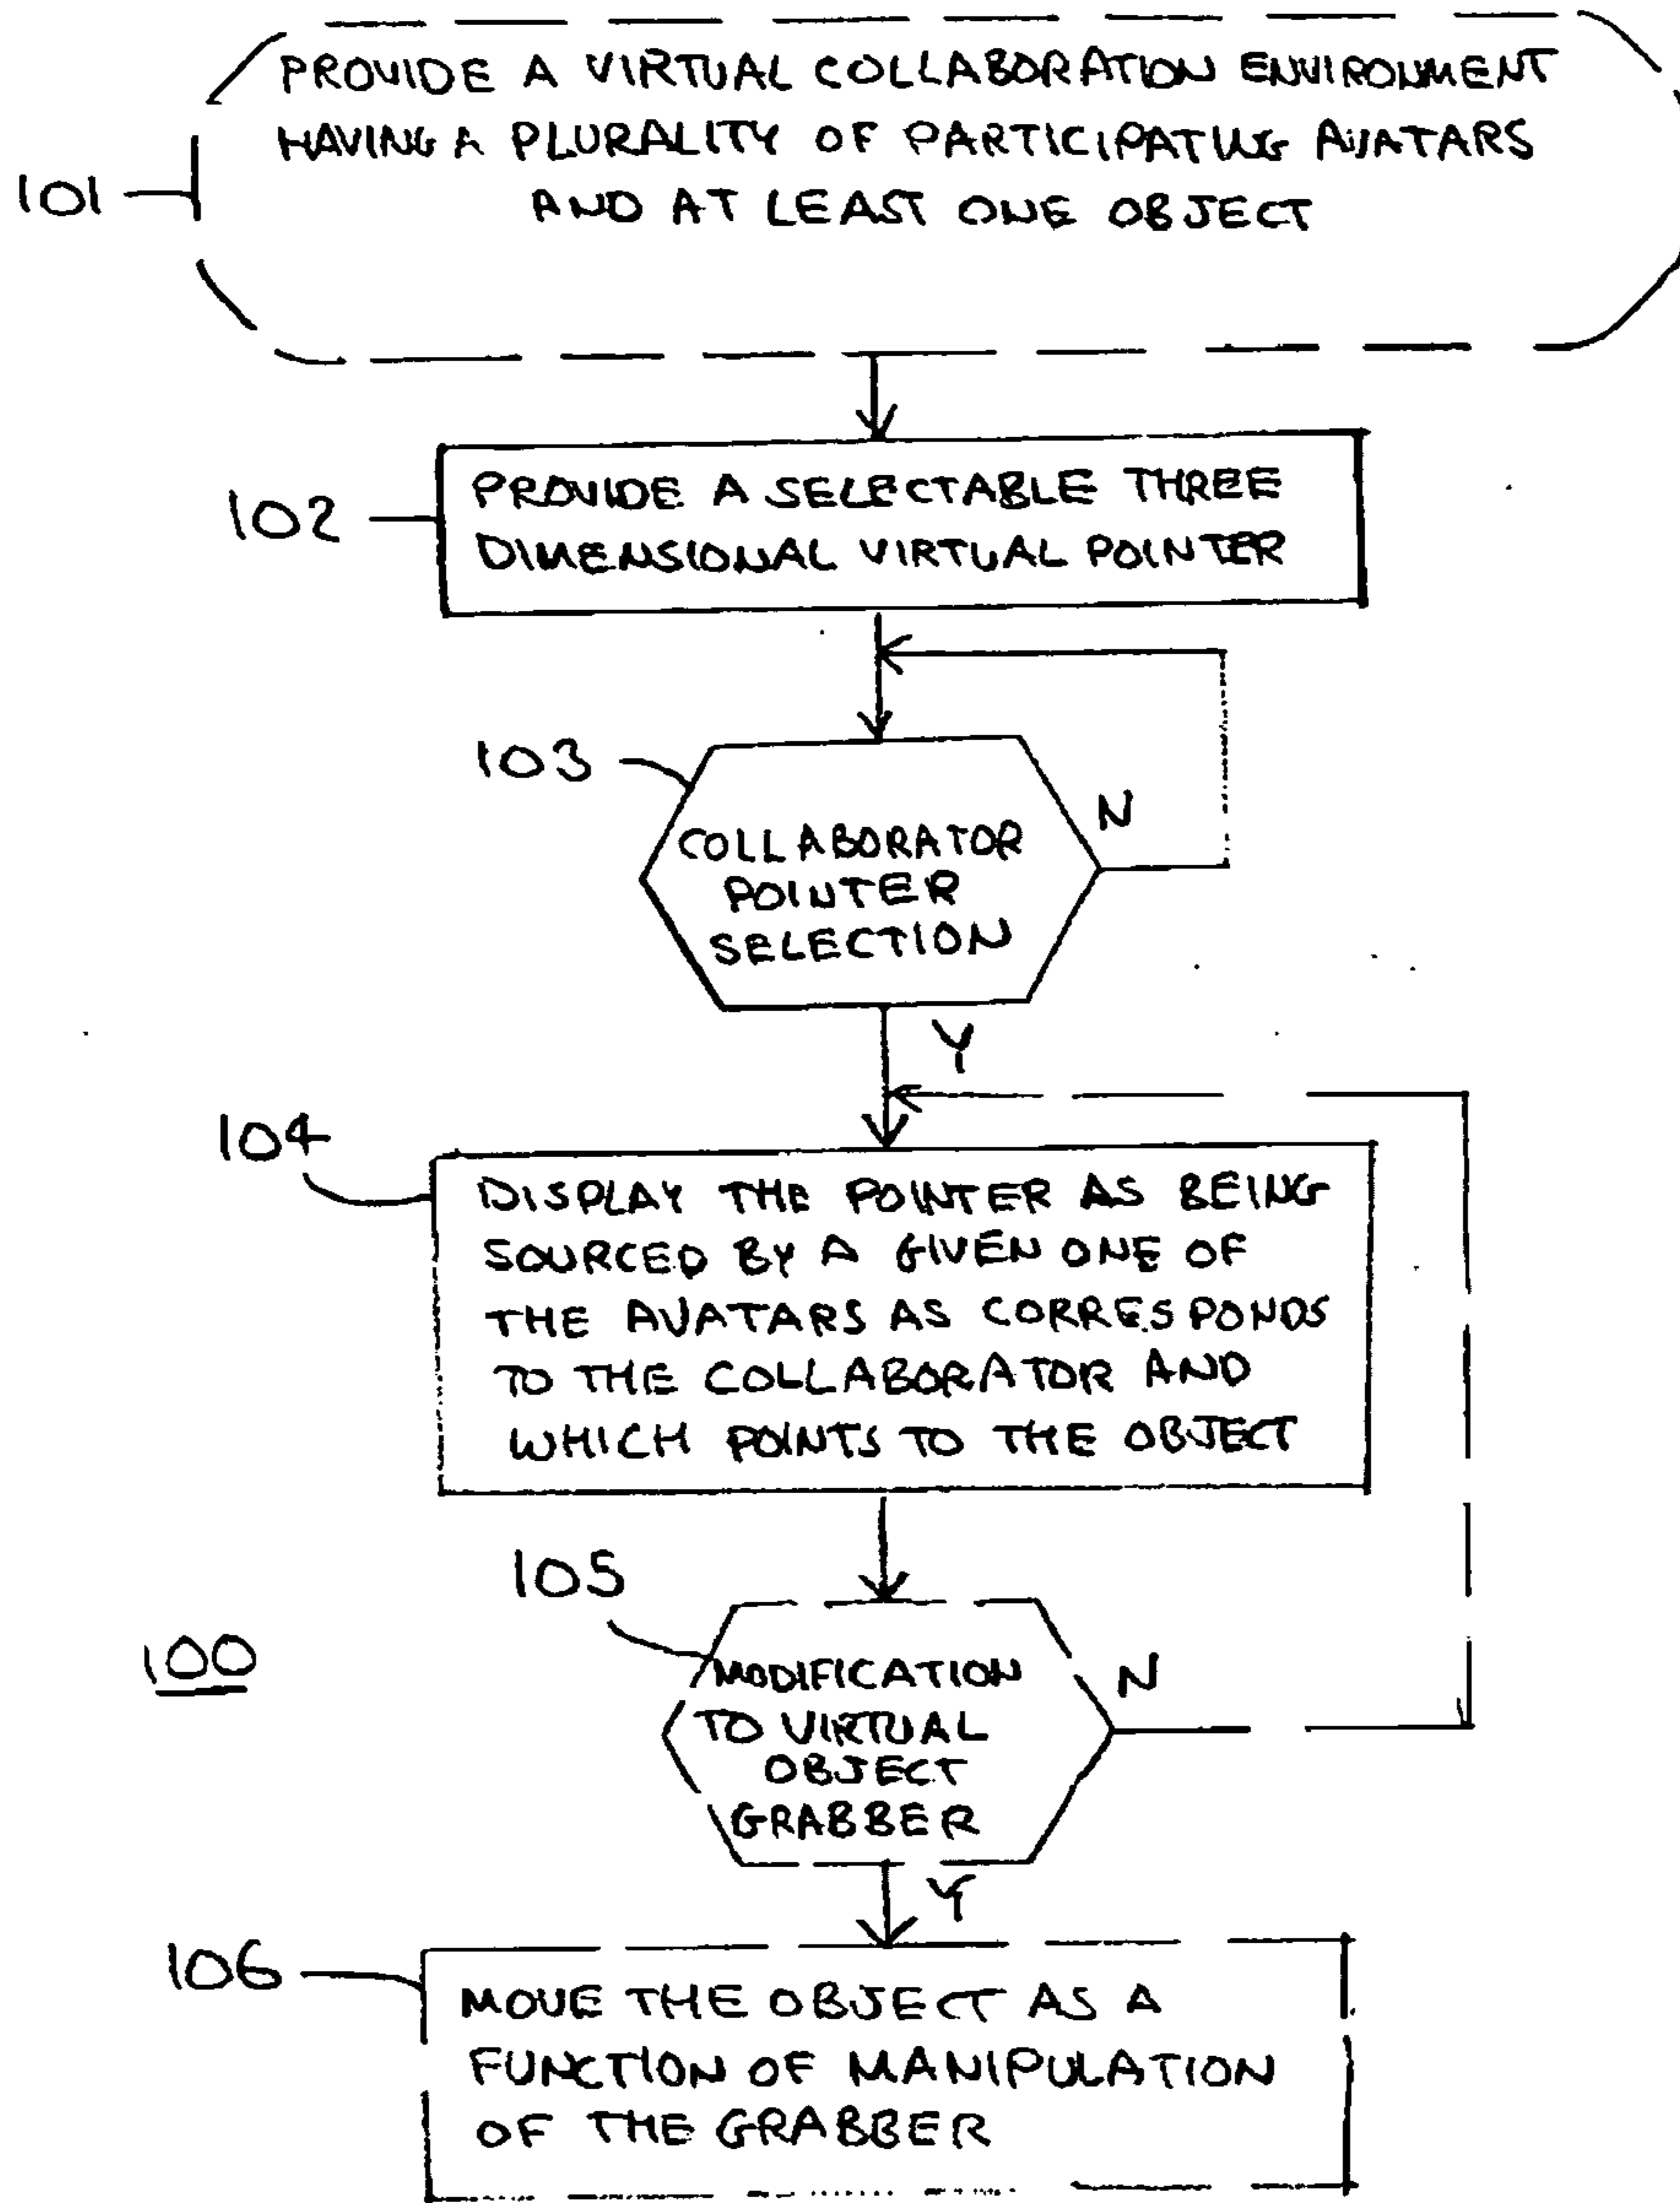 PROVIDE A VIRTUAL COLLABORATION ENVIRONMENT
HAVING A PLURALITY OF PARTICIPATING AVATARS
AND AT LEAST ONE OBJECT
101
PROVIDE A SELECTABLE THREE
DIMENSIONAL VIRTUAL POINTER
102
103
COLLABORATOR
POINTER
SELECTION
N
Y
104
DISPLAY THE POINTER AS BEING
SOURCED BY A GIVEN ONE OF
THE AVATARS AS CORRESPONDS
TO THE COLLABORATOR AND
WHICH POINTS TO THE OBJECT
105
100
MODIFICATION
TO VIRTUAL
OBJECT
GRABBER
N
Y
106
MOVE THE OBJECT AS A
FUNCTION OF MANIPULATION
OF THE GRABBER